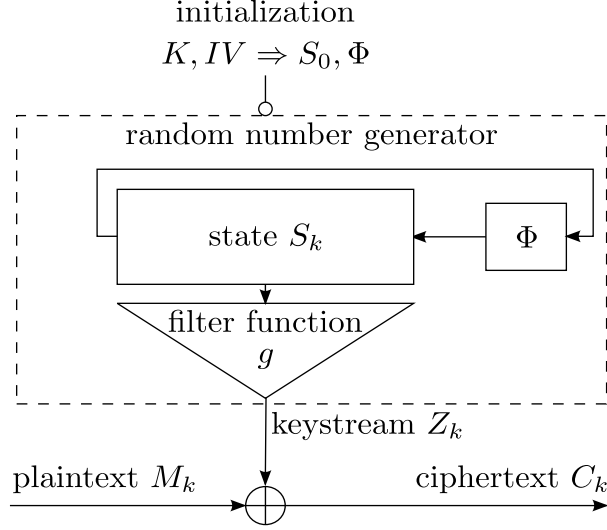 initialization
K, IV ⇒ S₀, Φ
random number generator
state Sₖ
Φ
filter function
g
keystream Zₖ
plaintext Mₖ
ciphertext Cₖ